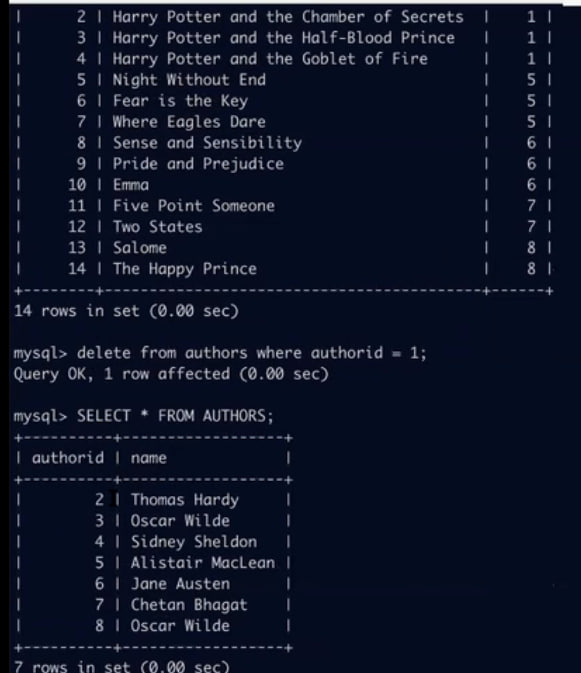 |      2 | Harry Potter and the Chamber of Secrets  |    1 |
|      3 | Harry Potter and the Half-Blood Prince   |    1 |
|      4 | Harry Potter and the Goblet of Fire      |    1 |
|      5 | Night Without End                        |    5 |
|      6 | Fear is the Key                          |    5 |
|      7 | Where Eagles Dare                        |    5 |
|      8 | Sense and Sensibility                    |    6 |
|      9 | Pride and Prejudice                      |    6 |
|     10 | Emma                                     |    6 |
|     11 | Five Point Someone                       |    7 |
|     12 | Two States                               |    7 |
|     13 | Salome                                   |    8 |
|     14 | The Happy Prince                         |    8 |
+--------+------------------------------------------+------+
14 rows in set (0.00 sec)
mysql> delete from authors where authorid = 1;
Query OK, 1 row affected (0.00 sec)
mysql> SELECT * FROM AUTHORS;
+----------+------------------+
| authorid | name             |
+----------+------------------+
|        2 | Thomas Hardy     |
|        3 | Oscar Wilde      |
|        4 | Sidney Sheldon   |
|        5 | Alistair MacLean |
|        6 | Jane Austen      |
|        7 | Chetan Bhagat    |
|        8 | Oscar Wilde      |
+----------+------------------+
7 rows in set (0.00 sec)